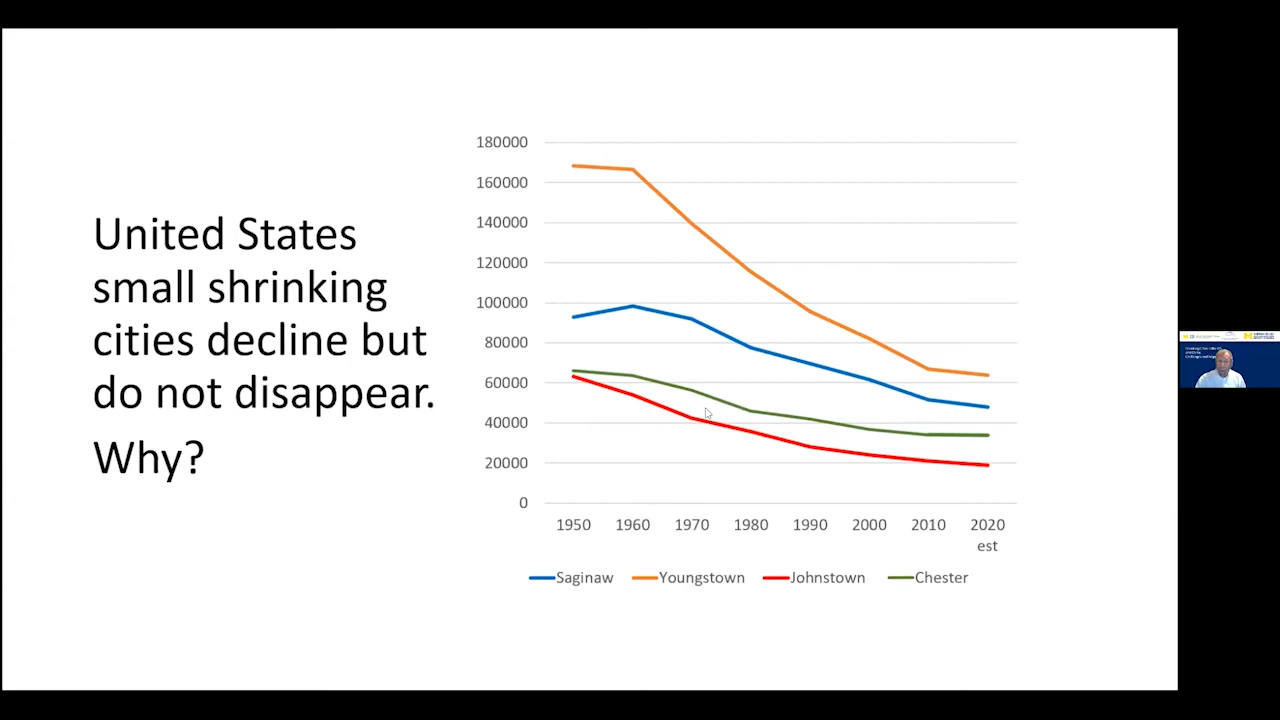 United States
small shrinking
cities decline but
do not disappear.
Why?
180000
160000
140000
120000
100000
80000
60000
40000
20000
0
1950 1960 1970 1980 1990 2000 2010 2020
est
Saginaw Youngstown Johnstown Chester